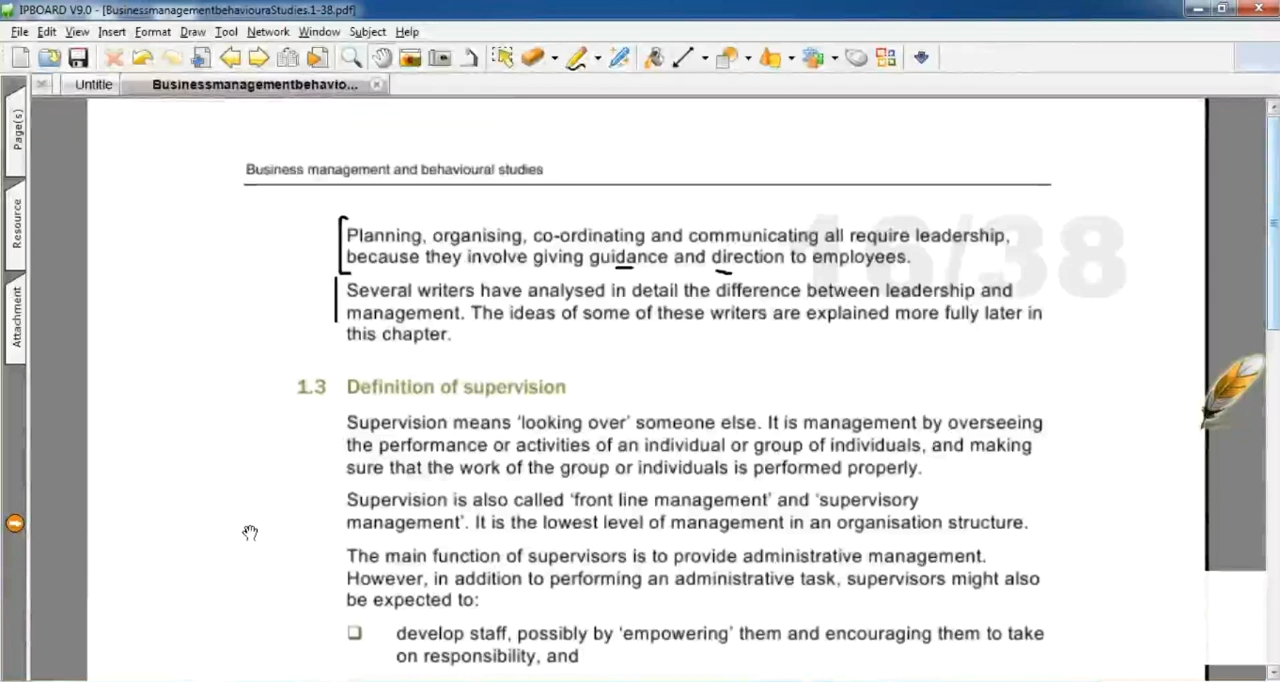 IPBOARD V9.0 - [BusinessmanagementbehaviouraStudies.1-38.pdf]
File Edit View Insert Format Draw Tool Network Window Subject Help
Untitle Businessmanagementbehavio...
Page(s)
Resource
Attachment
Business management and behavioural studies
16/38
Planning, organising, co-ordinating and communicating all require leadership,
because they involve giving guidance and direction to employees.
Several writers have analysed in detail the difference between leadership and
management. The ideas of some of these writers are explained more fully later in
this chapter.
1.3 Definition of supervision
Supervision means ‘looking over’ someone else. It is management by overseeing
the performance or activities of an individual or group of individuals, and making
sure that the work of the group or individuals is performed properly.
Supervision is also called ‘front line management’ and ‘supervisory
management’. It is the lowest level of management in an organisation structure.
The main function of supervisors is to provide administrative management.
However, in addition to performing an administrative task, supervisors might also
be expected to:
❑ develop staff, possibly by ‘empowering’ them and encouraging them to take
on responsibility, and